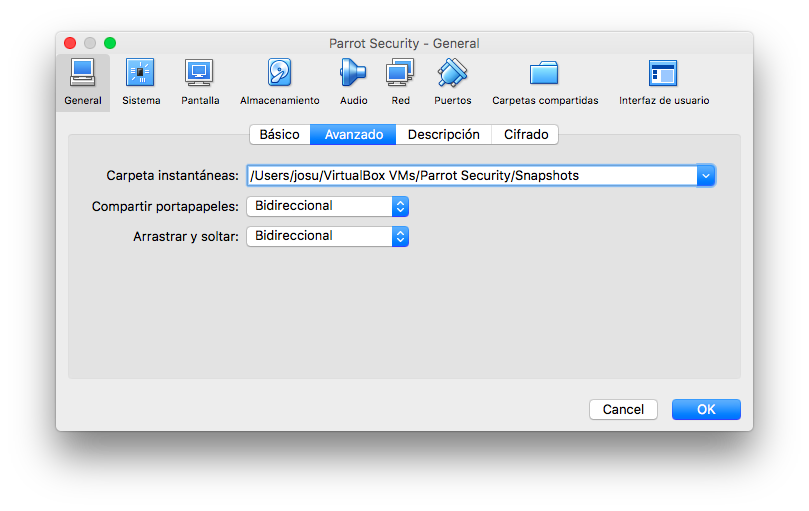 Parrot Security - General
General Sistema Pantalla Almacenamiento Audio Red Puertos Carpetas compartidas Interfaz de usuario
Básico Avanzado Descripción Cifrado
Carpeta instantáneas: /Users/josu/VirtualBox VMs/Parrot Security/Snapshots
Compartir portapapeles: Bidireccional
Arrastrar y soltar: Bidireccional
Cancel OK